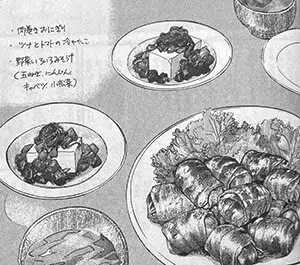 ・肉巻きおにぎり
・ツナとトマトの冷ややっこ
・野菜いろいろみそ汁
(玉ねぎ、にんじん
キャベツ、小松菜)